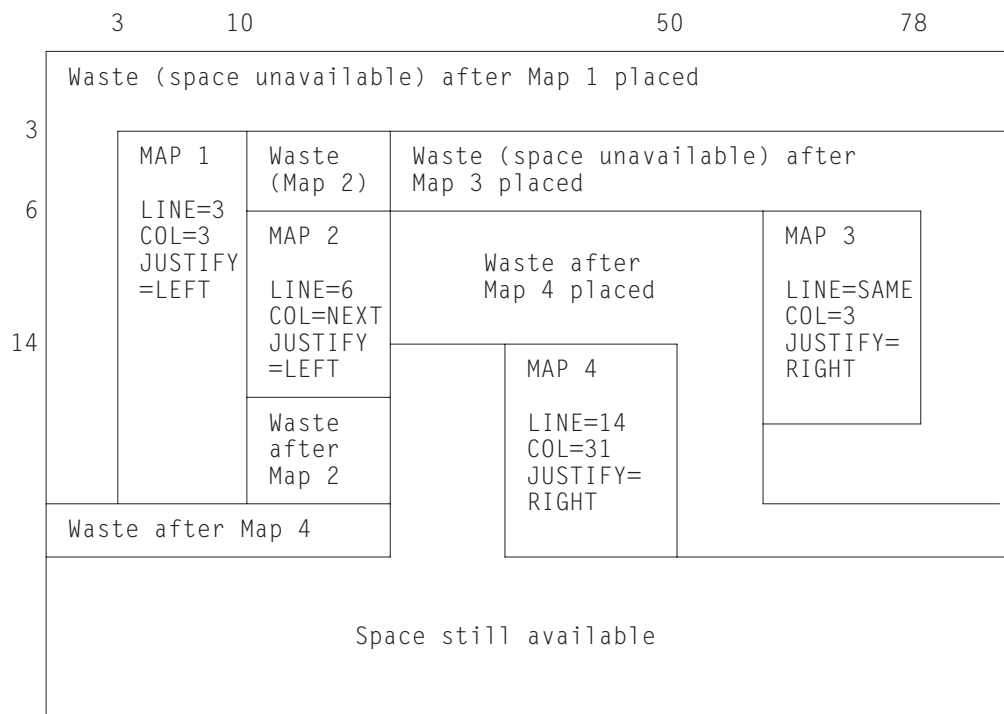 3 10 50 78
Waste (space unavailable) after Map 1 placed
3
MAP 1
LINE=3
COL=3
JUSTIFY
=LEFT
Waste
(Map 2)
Waste (space unavailable) after
Map 3 placed
6
MAP 2
LINE=6
COL=NEXT
JUSTIFY
=LEFT
Waste after
Map 4 placed
MAP 3
LINE=SAME
COL=3
JUSTIFY=
RIGHT
14
MAP 4
LINE=14
COL=31
JUSTIFY=
RIGHT
Waste
after
Map 2
Waste after Map 4
Space still available